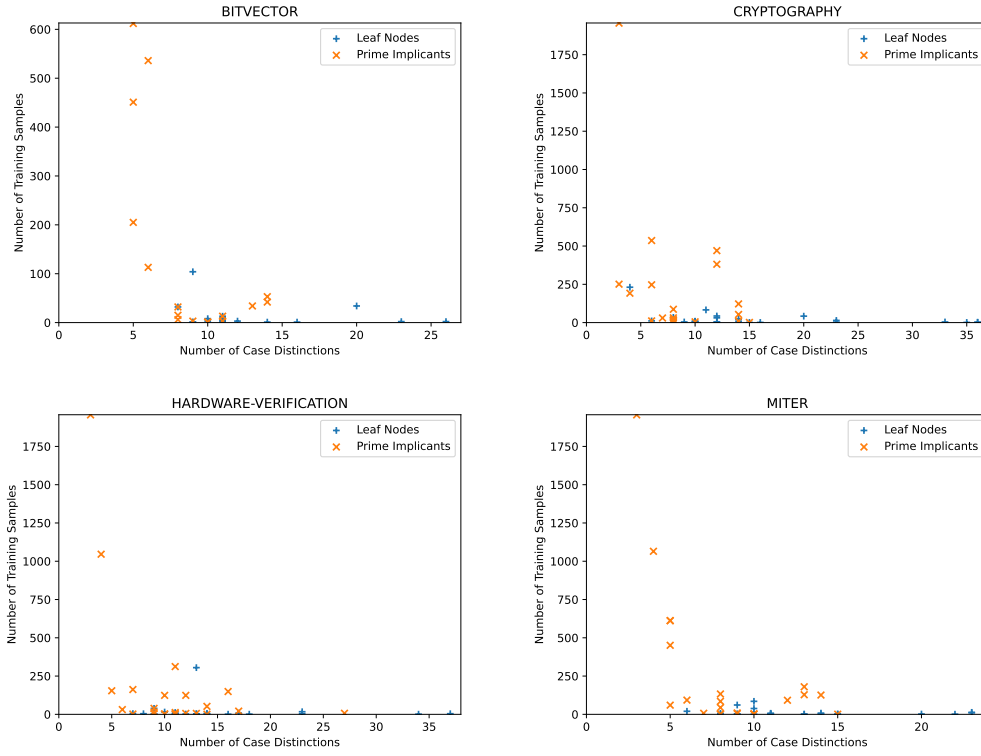 BITVECTOR
600
500
400
300
200
100
0
Number of Training Samples
Leaf Nodes
Prime Implicants
5 10 15 20 25
Number of Case Distinctions
CRYPTOGRAPHY
1750
1500
1250
1000
750
500
250
0
Number of Training Samples
Leaf Nodes
Prime Implicants
0 5 10 15 20 25 30 35
Number of Case Distinctions
HARDWARE-VERIFICATION
1750
1500
1250
1000
750
500
250
0
Number of Training Samples
Leaf Nodes
Prime Implicants
0 5 10 15 20 25 30 35
Number of Case Distinctions
MITER
1750
1500
1250
1000
750
500
250
0
Number of Training Samples
Leaf Nodes
Prime Implicants
0 5 10 15 20
Number of Case Distinctions